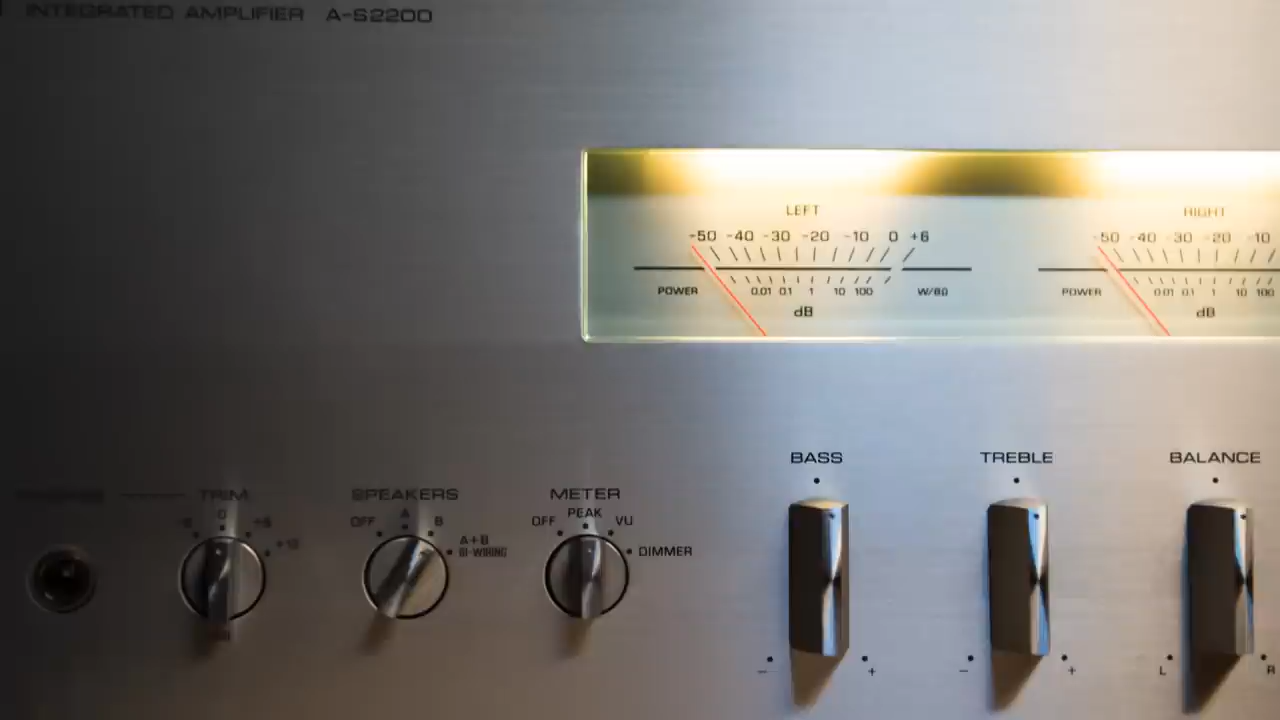 INTEGRATED AMPLIFIER A-S2200
LEFT RIGHT
-50 -40 -30 -20 -10 0 +6 -50 -40 -30 -20 -10
POWER 0.01 0.1 1 10 100 W/8Ω POWER 0.01 0.1 1 10 100
dB dB
BASS TREBLE BALANCE
TRIM SPEAKERS METER
0 +6 +12 OFF A B A+B BI-WIRING OFF PEAK VU DIMMER
- + - + L R